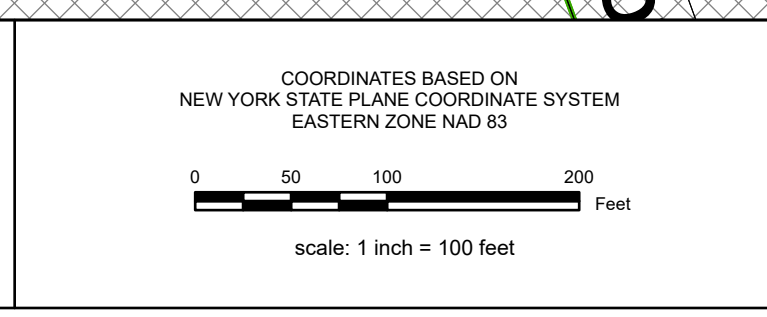 COORDINATES BASED ON
NEW YORK STATE PLANE COORDINATE SYSTEM
EASTERN ZONE NAD 83
0 50 100 200
Feet
scale: 1 inch = 100 feet